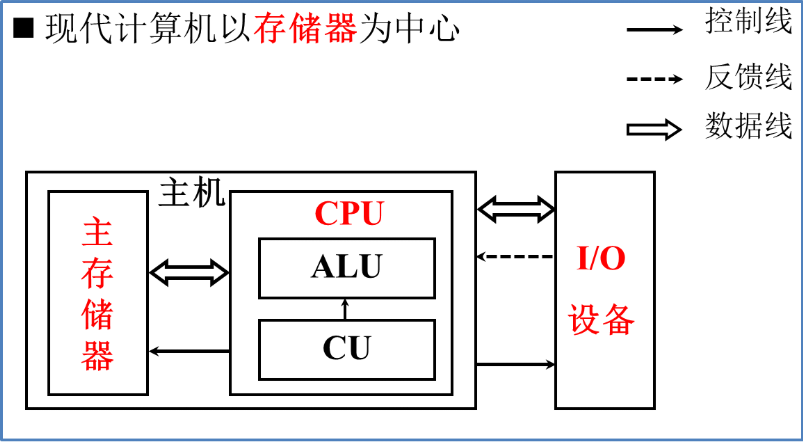 ■ 现代计算机以存储器为中心
控制线
反馈线
数据线
主机
主存储器
CPU
ALU
CU
I/O
设备